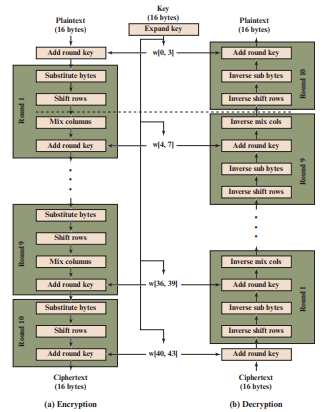 Key
(16 bytes)
Expand key
Plaintext
(16 bytes)
Add round key
Round 1
Substitute bytes
Shift rows
Mix columns
Add round key
Round 9
Substitute bytes
Shift rows
Mix columns
Add round key
Round 10
Substitute bytes
Shift rows
Add round key
Ciphertext
(16 bytes)
(a) Encryption
w[0, 3]
w[4, 7]
w[36, 39]
w[40, 43]
Plaintext
(16 bytes)
Add round key
Inverse sub bytes
Inverse shift rows
Round 10
Inverse mix cols
Add round key
Inverse sub bytes
Inverse shift rows
Round 9
Inverse mix cols
Add round key
Inverse sub bytes
Inverse shift rows
Round 1
Add round key
Ciphertext
(16 bytes)
(b) Decryption